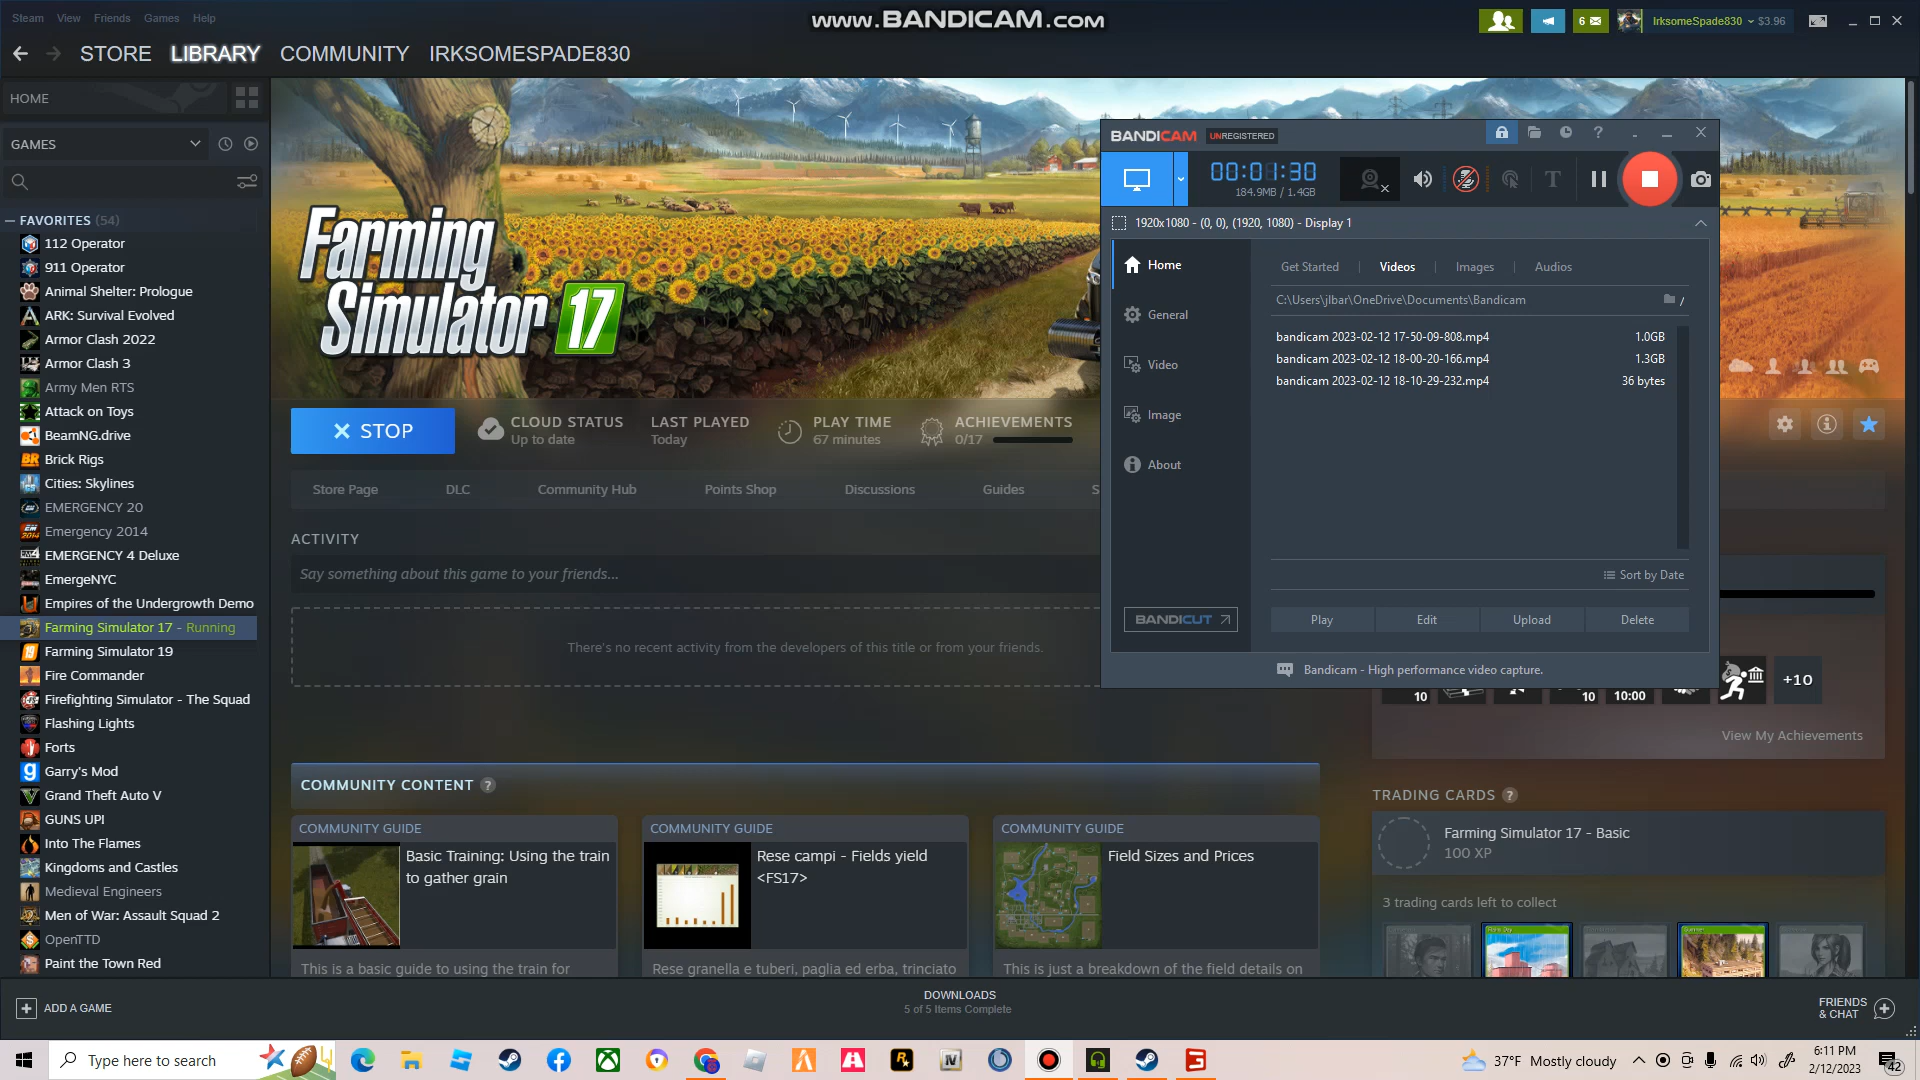 Steam View Friends Games Help
www.BANDICAM.com
6
IrksomeSpade830 $3.96
STORE LIBRARY COMMUNITY IRKSOMESPADE830
HOME
GAMES
FAVORITES (54)
112 Operator
911 Operator
Animal Shelter: Prologue
ARK: Survival Evolved
Armor Clash 2022
Armor Clash 3
Army Men RTS
Attack on Toys
BeamNG.drive
Brick Rigs
Cities: Skylines
EMERGENCY 20
Emergency 2014
EMERGENCY 4 Deluxe
EmergeNYC
Empires of the Undergrowth Demo
Farming Simulator 17 - Running
Farming Simulator 19
Fire Commander
Firefighting Simulator - The Squad
Flashing Lights
Forts
Garry's Mod
Grand Theft Auto V
GUNS UP!
Into The Flames
Kingdoms and Castles
Medieval Engineers
Men of War: Assault Squad 2
OpenTTD
Paint the Town Red
Farming
Simulator 17
STOP
CLOUD STATUS
Up to date
LAST PLAYED
Today
PLAY TIME
67 minutes
ACHIEVEMENTS
0/17
Store Page DLC Community Hub Points Shop Discussions Guides S
ACTIVITY
Say something about this game to your friends...
There's no recent activity from the developers of this title or from your friends.
BANDICAM UNREGISTERED
00:01:30
184.9MB / 1.4GB
1920x1080 - (0, 0), (1920, 1080) - Display 1
Home
General
Video
Image
About
BANDICUT
Get Started Videos Images Audios
C:\Users\jlbar\OneDrive\Documents\Bandicam
bandicam 2023-02-12 17-50-09-808.mp4 1.0GB
bandicam 2023-02-12 18-00-20-166.mp4 1.3GB
bandicam 2023-02-12 18-10-29-232.mp4 36 bytes
Sort by Date
Play Edit Upload Delete
Bandicam - High performance video capture.
10 10 10:00 +10
View My Achievements
COMMUNITY CONTENT ?
COMMUNITY GUIDE
Basic Training: Using the train
to gather grain
This is a basic guide to using the train for
COMMUNITY GUIDE
Rese campi - Fields yield
<FS17>
Rese granella e tuberi, paglia ed erba, trinciato
COMMUNITY GUIDE
Field Sizes and Prices
This is just a breakdown of the field details on
TRADING CARDS ?
Farming Simulator 17 - Basic
100 XP
3 trading cards left to collect
ADD A GAME
DOWNLOADS
5 of 5 Items Complete
FRIENDS
& CHAT
Type here to search
37°F Mostly cloudy
6:11 PM
2/12/2023
42